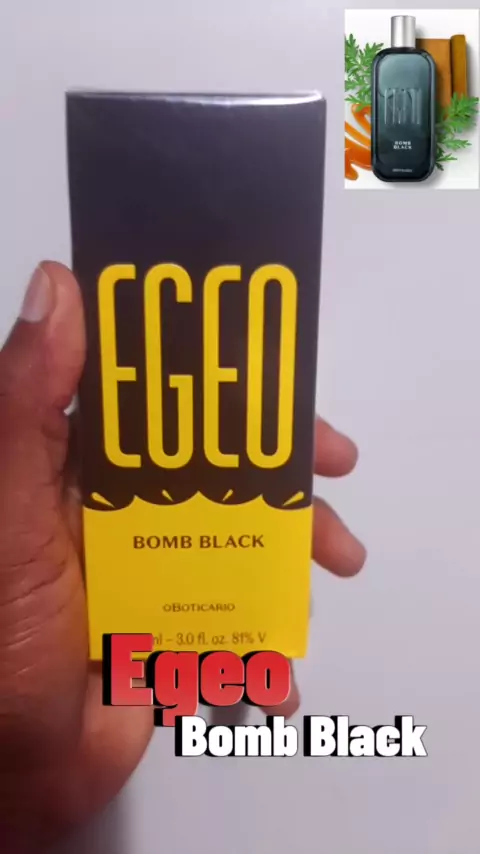 BOMB
BLACK
EGEO
BOMB BLACK
oBOTICARIO
ml – 3.0 fl. oz. 81% V
Egeo
Bomb Black